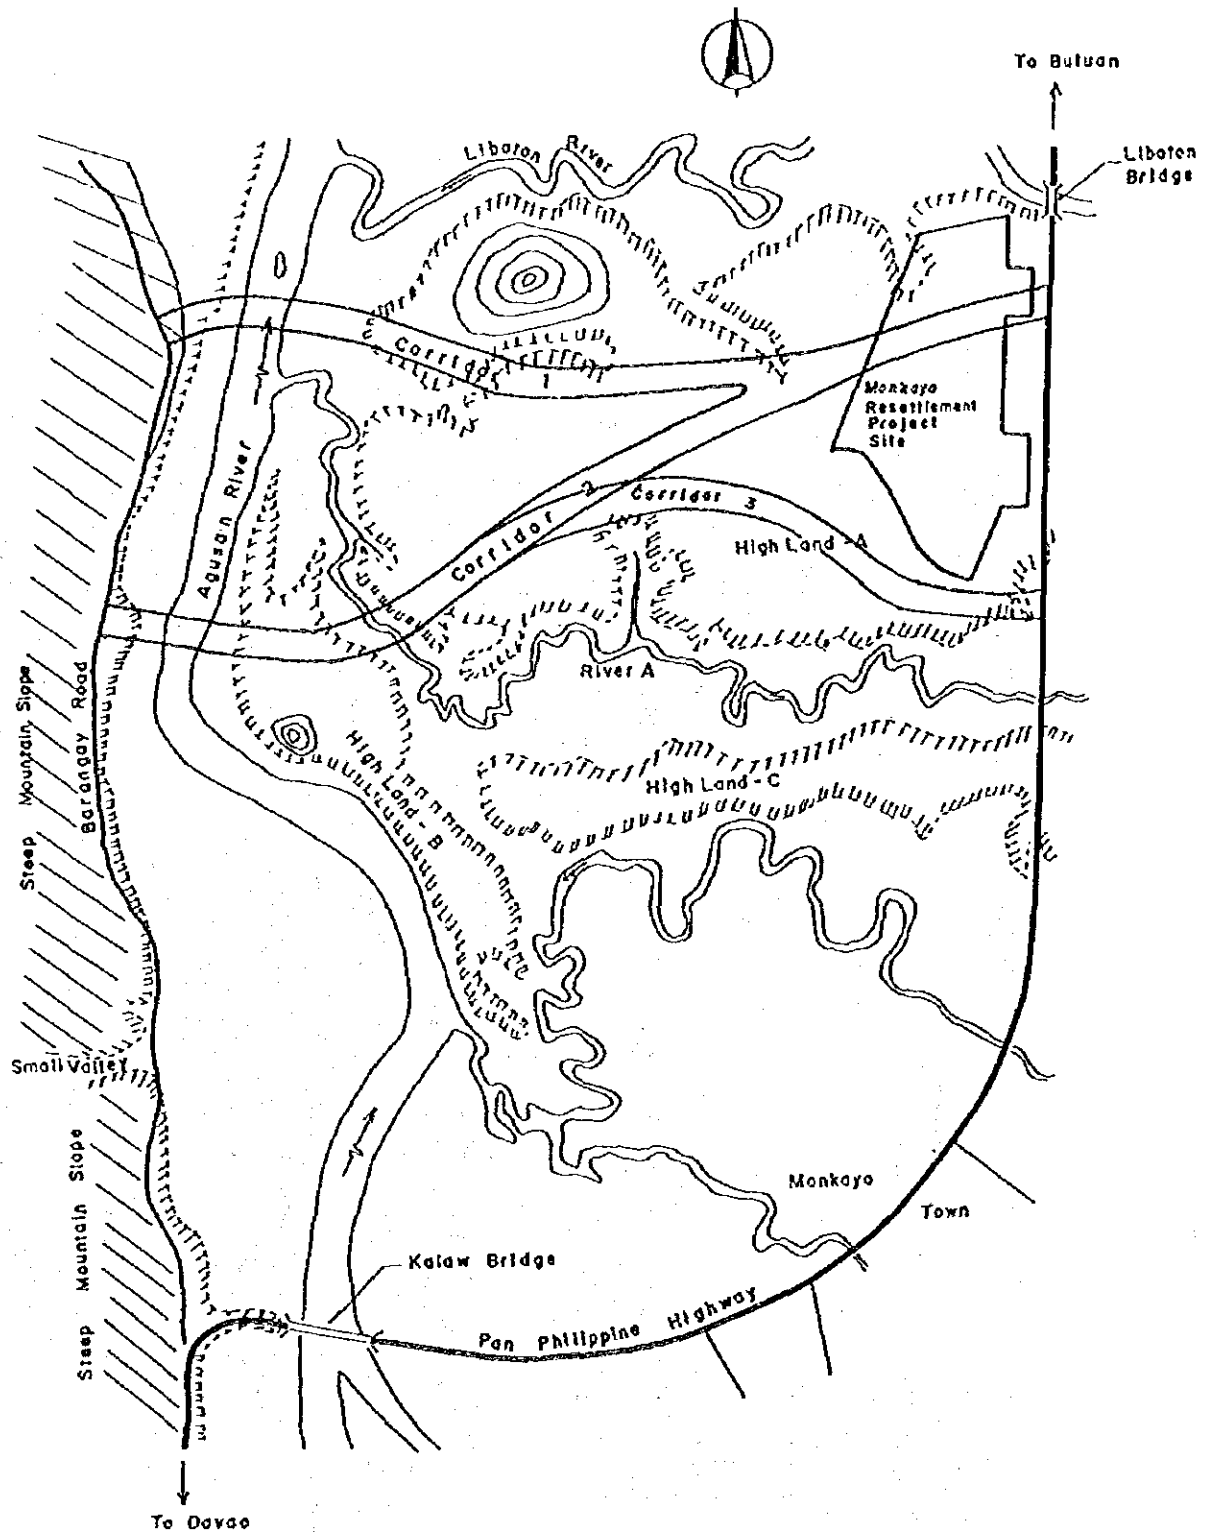 To Butuan
Libaton River
Libaton
Bridge
Corridor 1
Monkayo
Resettlement
Project
Site
Agusain River
Corridor 2
Corridor 3
High Land - A
River A
High Land - B
High Land - C
Barangay Road
Steep Mountain Slope
Small Valley
Steep Mountain Slope
Monkayo
Town
Kalaw Bridge
Pan Philippine Highway
To Davao